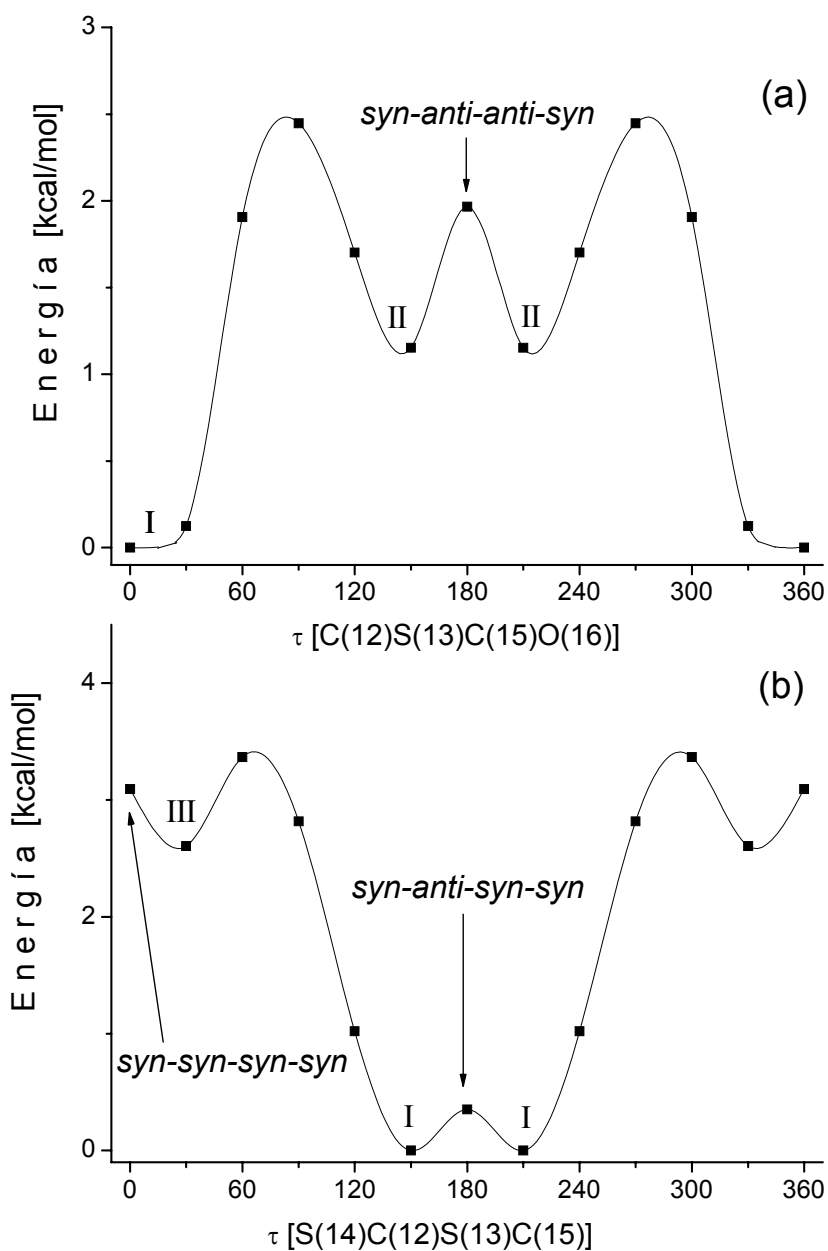 (a)
3
2
1
0
Energía [kcal/mol]
syn-anti-anti-syn
II
II
I
0 60 120 180 240 300 360
τ [C(12)S(13)C(15)O(16)]
(b)
4
2
0
Energía [kcal/mol]
III
syn-anti-syn-syn
syn-syn-syn-syn
I
I
0 60 120 180 240 300 360
τ [S(14)C(12)S(13)C(15)]